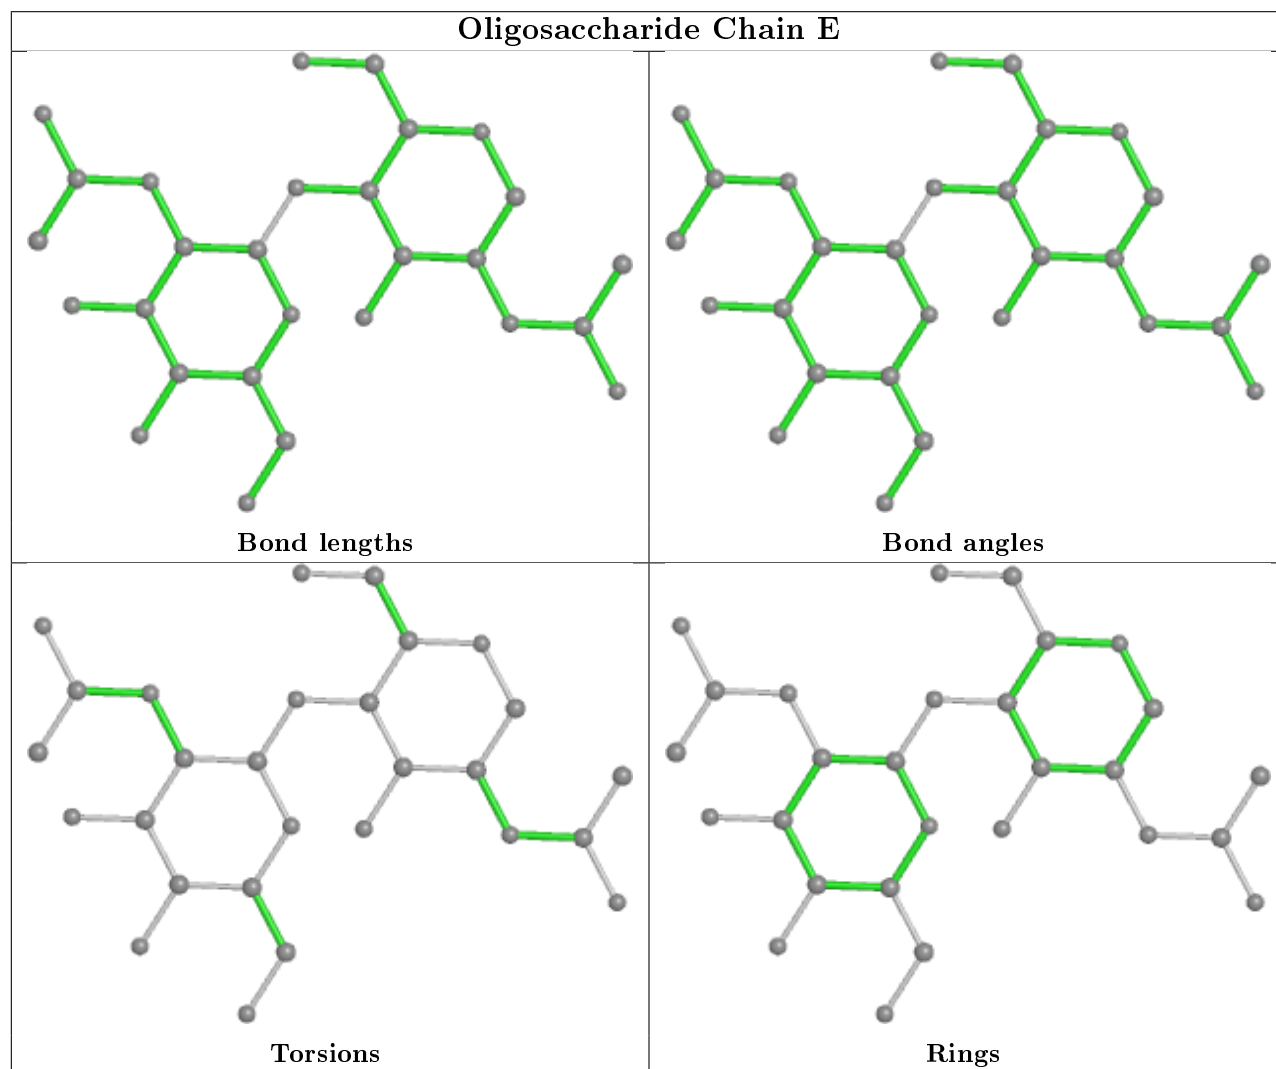 Oligosaccharide Chain E
Bond lengths
Bond angles
Torsions
Rings